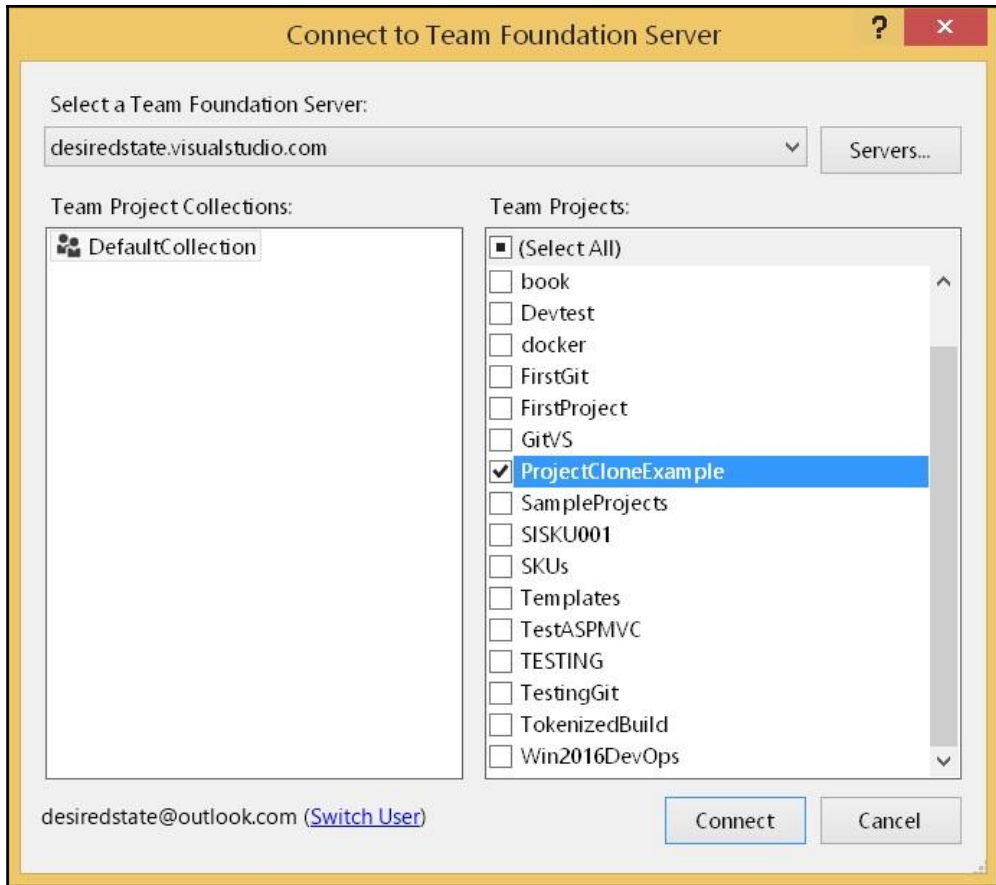 Connect to Team Foundation Server
?
Select a Team Foundation Server:
desiredstate.visualstudio.com
Servers...
Team Project Collections:
Team Projects:
DefaultCollection
(Select All)
book
Devtest
docker
FirstGit
FirstProject
GitVS
ProjectCloneExample
SampleProjects
SISKU001
SKUs
Templates
TestASPMVC
TESTING
TestingGit
TokenizedBuild
Win2016DevOps
desiredstate@outlook.com (Switch User)
Connect
Cancel